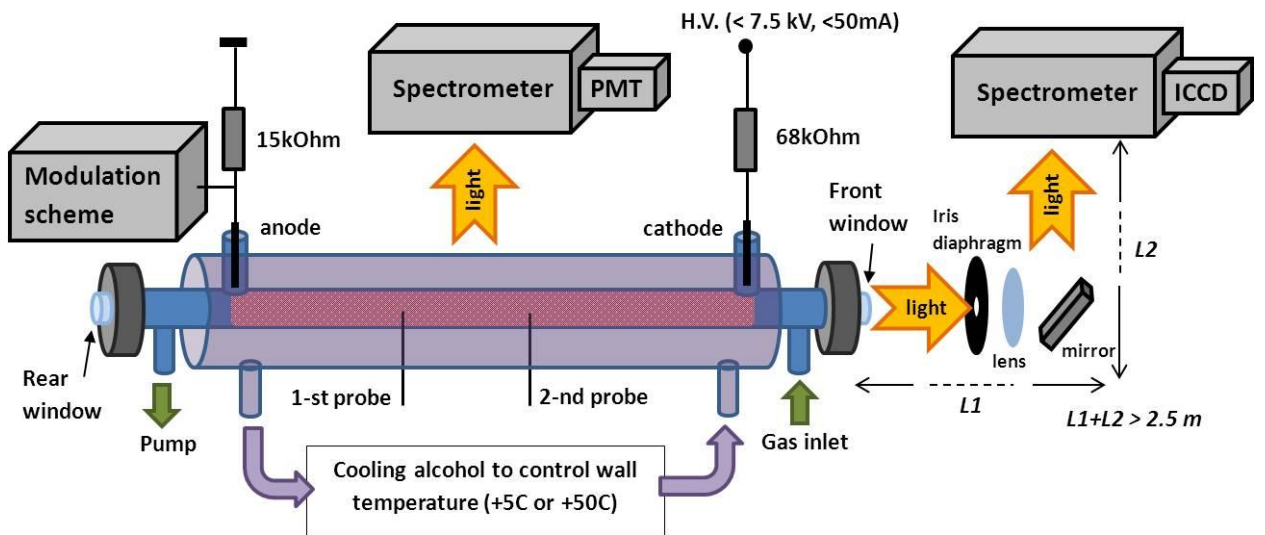 H.V. (< 7.5 kV, <50mA)
Spectrometer
PMT
Spectrometer
ICCD
15kOhm
68kOhm
Modulation
scheme
light
light
anode
cathode
Front
window
Iris
diaphragm
L2
light
lens
mirror
Rear
window
1-st probe
2-nd probe
L1
L1+L2 > 2.5 m
Pump
Gas inlet
Cooling alcohol to control wall
temperature (+5C or +50C)